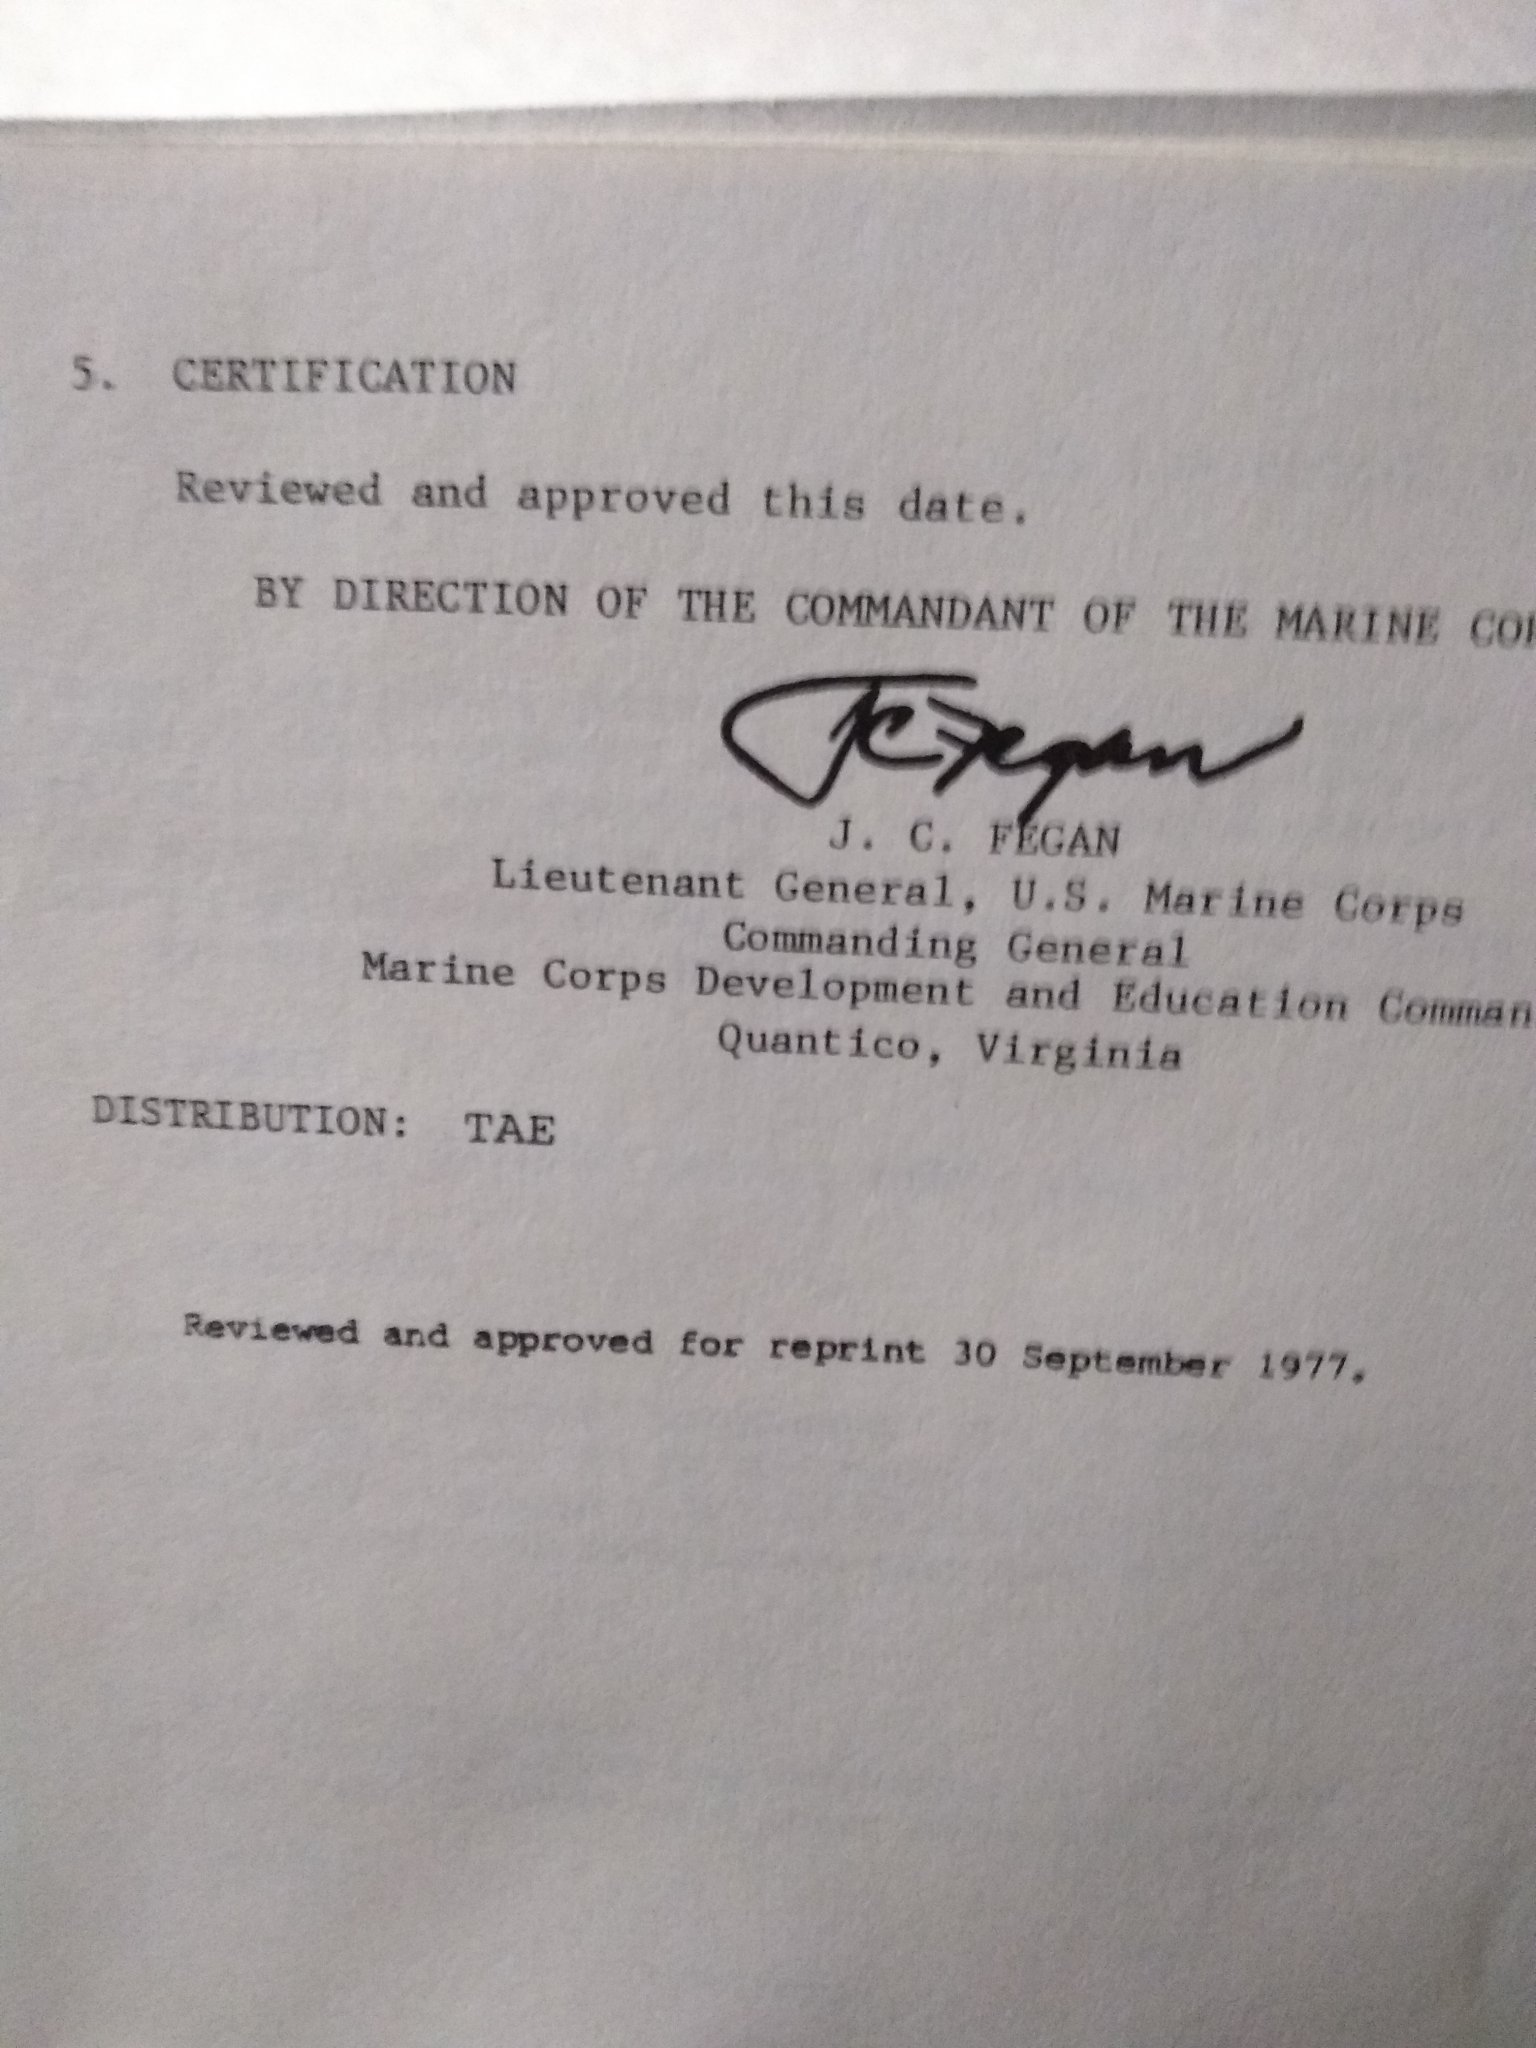 5. CERTIFICATION
Reviewed and approved this date.
BY DIRECTION OF THE COMMANDANT OF THE MARINE COR
JC Fegan
J. C. FEGAN
Lieutenant General, U.S. Marine Corps
Commanding General
Marine Corps Development and Education Comman
Quantico, Virginia
DISTRIBUTION: TAE
Reviewed and approved for reprint 30 September 1977.